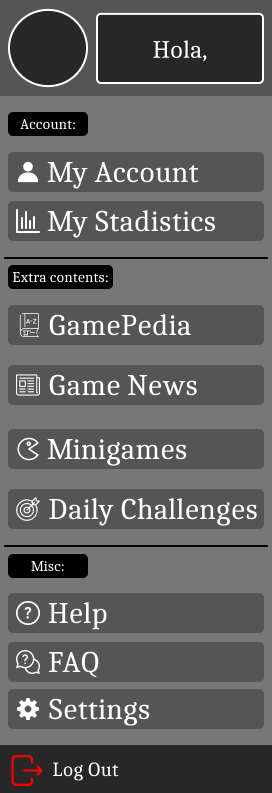 Hola,
Account:
My Account
My Stadistics
Extra contents:
A-Z
GamePedia
Game News
Minigames
Daily Challenges
Misc:
? Help
? FAQ
Settings
Log Out